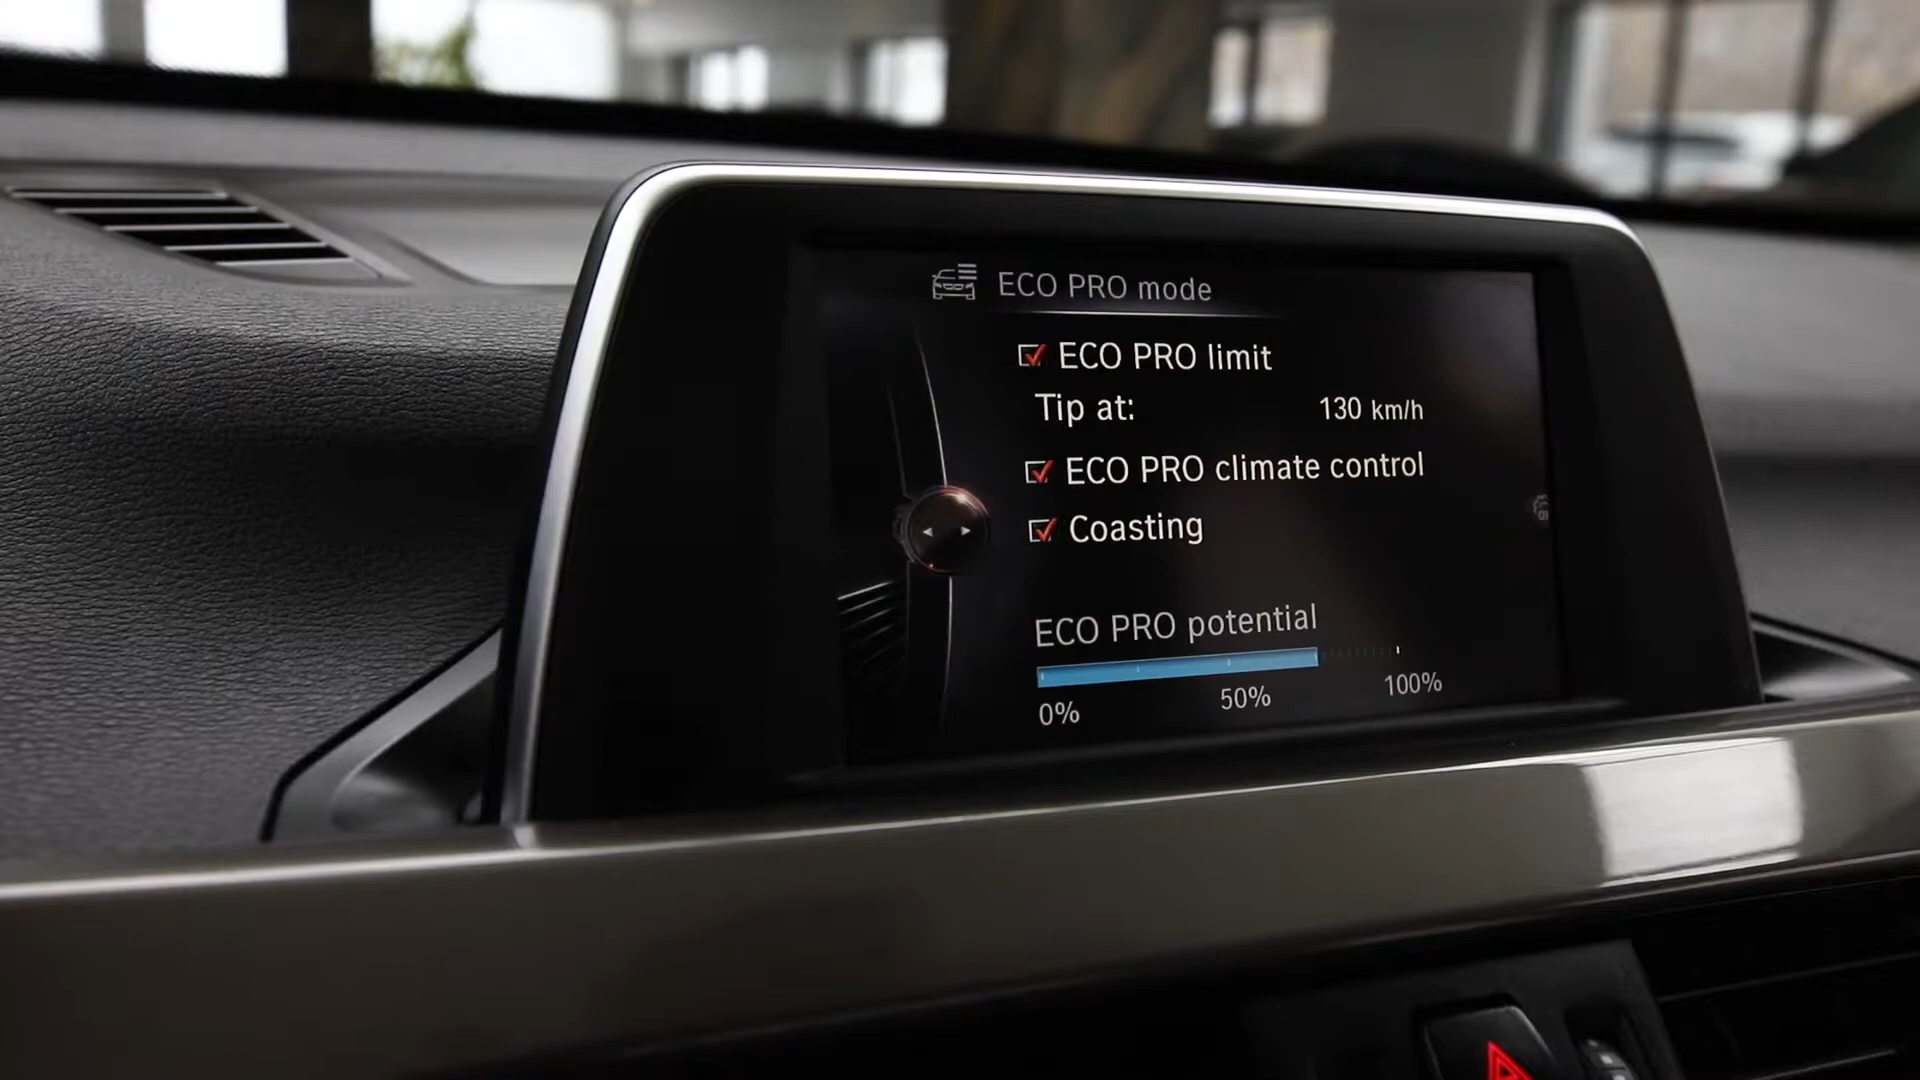 ECO PRO mode
ECO PRO limit
Tip at: 130 km/h
ECO PRO climate control
Coasting
ECO PRO potential
0% 50% 100%